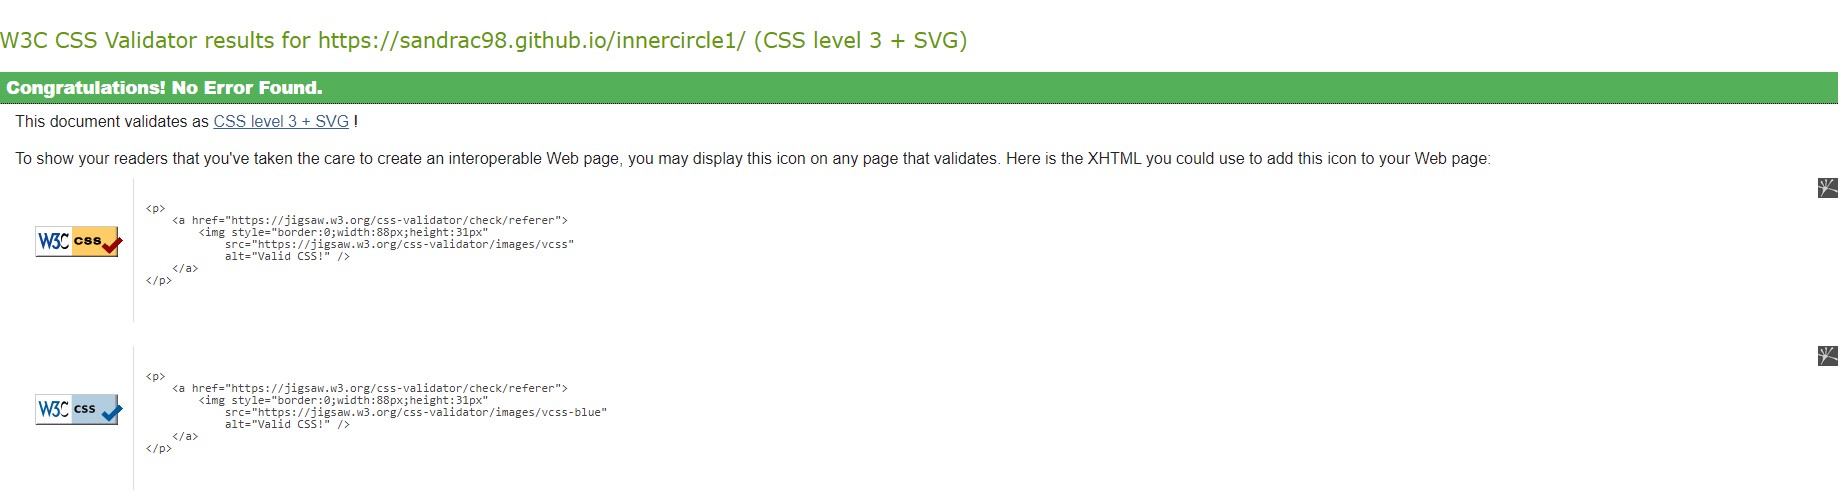 W3C CSS Validator results for https://sandrac98.github.io/innercircle1/ (CSS level 3 + SVG)
Congratulations! No Error Found.
This document validates as CSS level 3 + SVG !
To show your readers that you've taken the care to create an interoperable Web page, you may display this icon on any page that validates. Here is the XHTML you could use to add this icon to your Web page:
W3C css
<p>
<a href="https://jigsaw.w3.org/css-validator/check/referer">
<img style="border:0;width:88px;height:31px"
src="https://jigsaw.w3.org/css-validator/images/vcss"
alt="Valid CSS!" />
</a>
</p>
W3C css
<p>
<a href="https://jigsaw.w3.org/css-validator/check/referer">
<img style="border:0;width:88px;height:31px"
src="https://jigsaw.w3.org/css-validator/images/vcss-blue"
alt="Valid CSS!" />
</a>
</p>